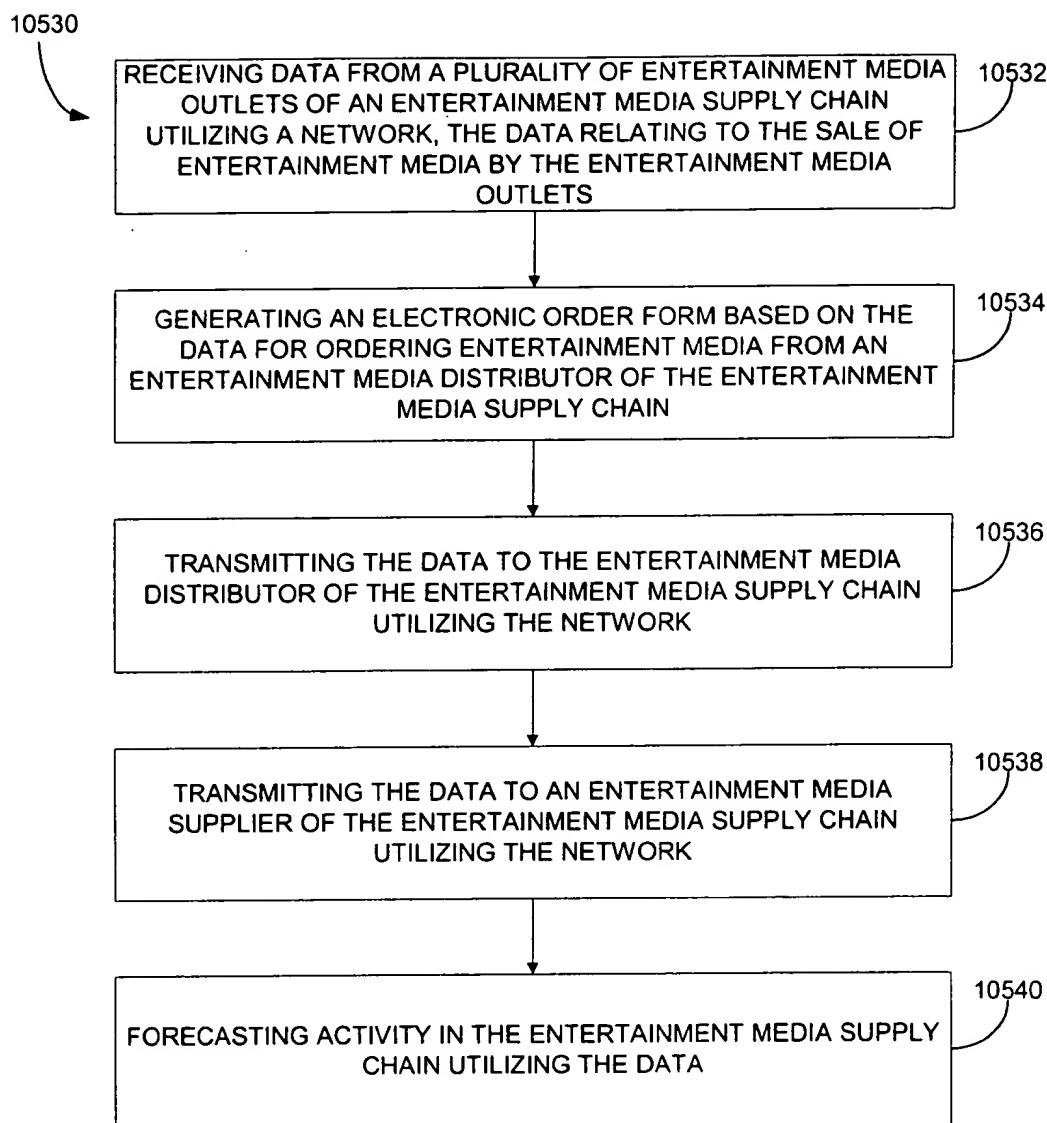 10530
RECEIVING DATA FROM A PLURALITY OF ENTERTAINMENT MEDIA
OUTLETS OF AN ENTERTAINMENT MEDIA SUPPLY CHAIN
UTILIZING A NETWORK, THE DATA RELATING TO THE SALE OF
ENTERTAINMENT MEDIA BY THE ENTERTAINMENT MEDIA
OUTLETS
10532
GENERATING AN ELECTRONIC ORDER FORM BASED ON THE
DATA FOR ORDERING ENTERTAINMENT MEDIA FROM AN
ENTERTAINMENT MEDIA DISTRIBUTOR OF THE ENTERTAINMENT
MEDIA SUPPLY CHAIN
10534
TRANSMITTING THE DATA TO THE ENTERTAINMENT MEDIA
DISTRIBUTOR OF THE ENTERTAINMENT MEDIA SUPPLY CHAIN
UTILIZING THE NETWORK
10536
TRANSMITTING THE DATA TO AN ENTERTAINMENT MEDIA
SUPPLIER OF THE ENTERTAINMENT MEDIA SUPPLY CHAIN
UTILIZING THE NETWORK
10538
FORECASTING ACTIVITY IN THE ENTERTAINMENT MEDIA SUPPLY
CHAIN UTILIZING THE DATA
10540